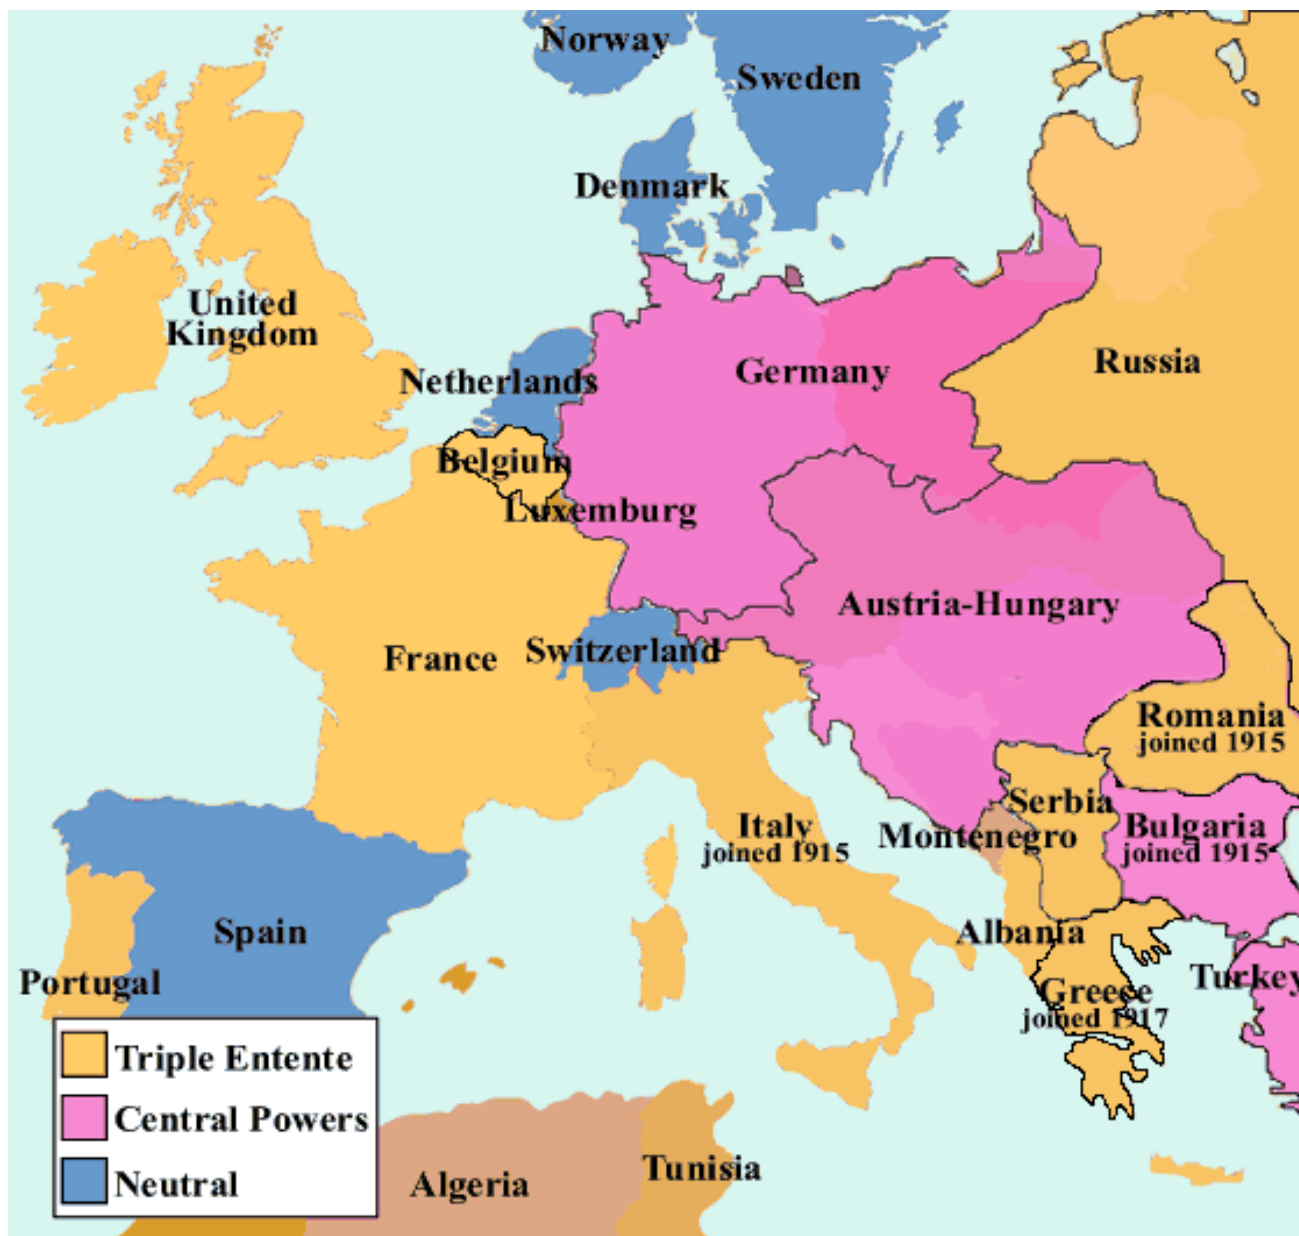 Norway
Sweden
Denmark
United
Kingdom
Netherlands
Germany
Russia
Belgium
Luxemburg
Austria-Hungary
France
Switzerland
Romania
joined 1915
Serbia
Italy
joined 1915
Montenegro
Bulgaria
joined 1915
Spain
Albania
Portugal
Greece
joined 1917
Turkey
Triple Entente
Central Powers
Neutral
Algeria
Tunisia